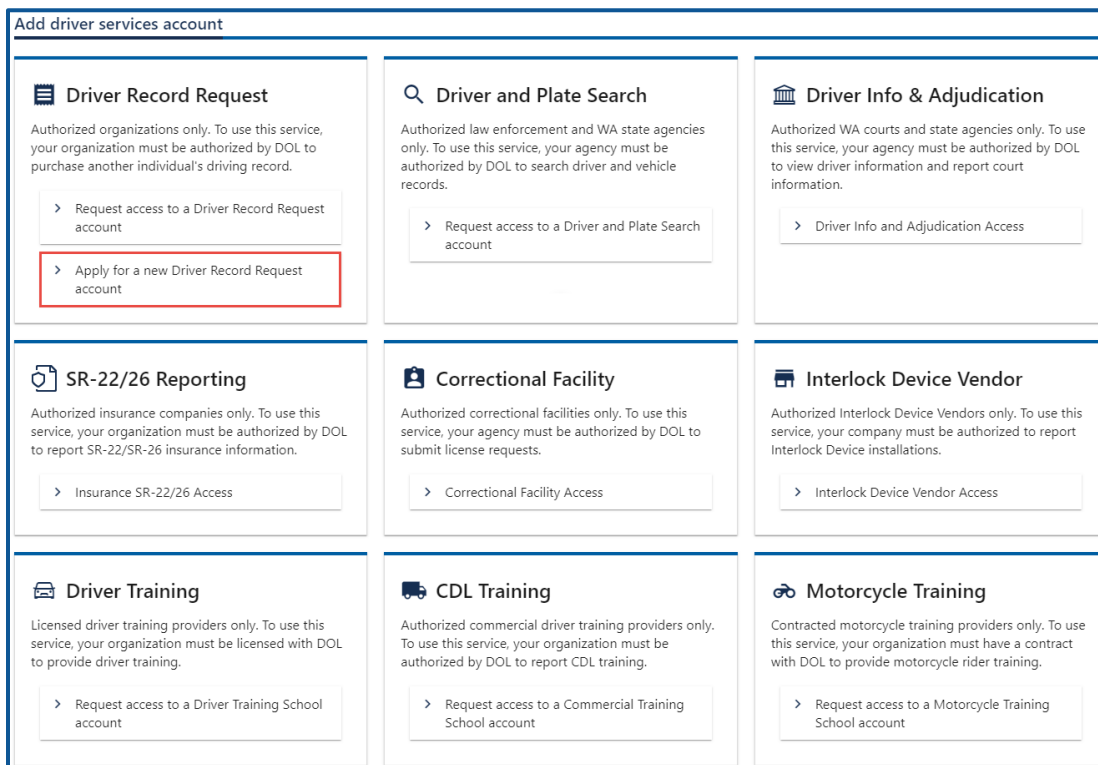 Add driver services account
Driver Record Request
Authorized organizations only. To use this service,
your organization must be authorized by DOL to
purchase another individual's driving record.
Request access to a Driver Record Request
account
Apply for a new Driver Record Request
account
Driver and Plate Search
Authorized law enforcement and WA state agencies
only. To use this service, your agency must be
authorized by DOL to search driver and vehicle
records.
Request access to a Driver and Plate Search
account
Driver Info & Adjudication
Authorized WA courts and state agencies only. To use
this service, your agency must be authorized by DOL
to view driver information and report court
information.
Driver Info and Adjudication Access
SR-22/26 Reporting
Authorized insurance companies only. To use this
service, your organization must be authorized by DOL
to report SR-22/SR-26 insurance information.
Insurance SR-22/26 Access
Correctional Facility
Authorized correctional facilities only. To use this
service, your agency must be authorized by DOL to
submit license requests.
Correctional Facility Access
Interlock Device Vendor
Authorized Interlock Device Vendors only. To use this
service, your company must be authorized to report
Interlock Device installations.
Interlock Device Vendor Access
Driver Training
Licensed driver training providers only. To use this
service, your organization must be licensed with DOL
to provide driver training.
Request access to a Driver Training School
account
CDL Training
Authorized commercial driver training providers only.
To use this service, your organization must be
authorized by DOL to report CDL training.
Request access to a Commercial Training
School account
Motorcycle Training
Contracted motorcycle training providers only. To use
this service, your organization must have a contract
with DOL to provide motorcycle rider training.
Request access to a Motorcycle Training
School account